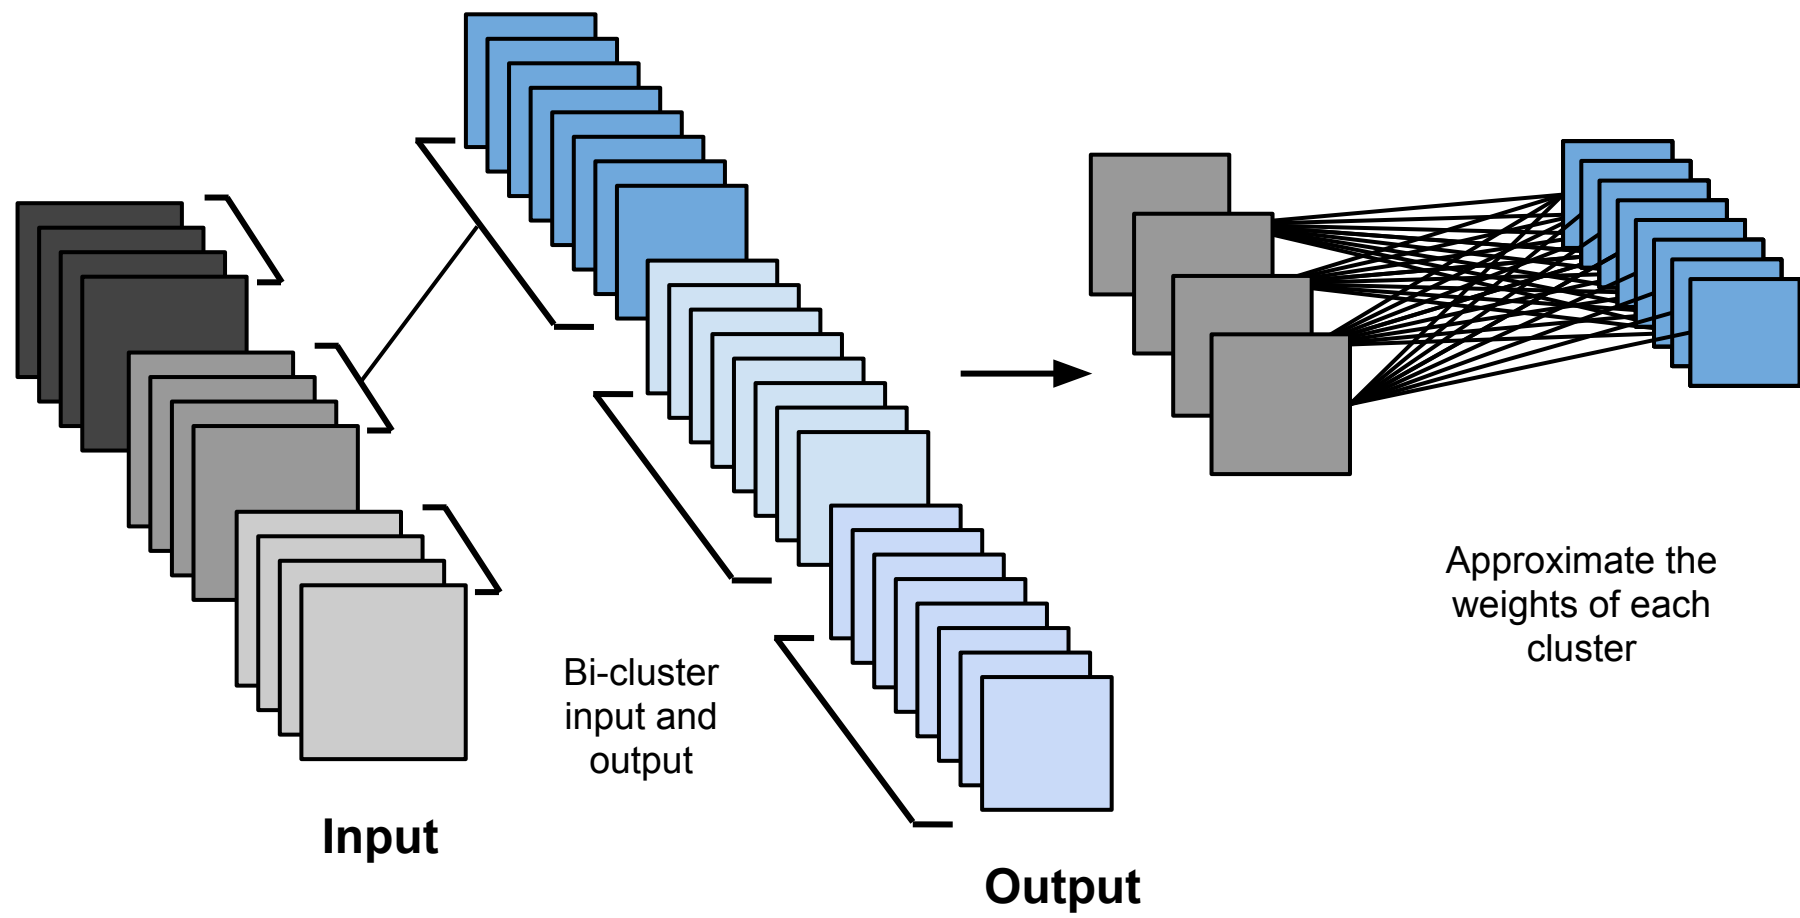 Bi-cluster
input and
output
Input
Output
Approximate the
weights of each
cluster